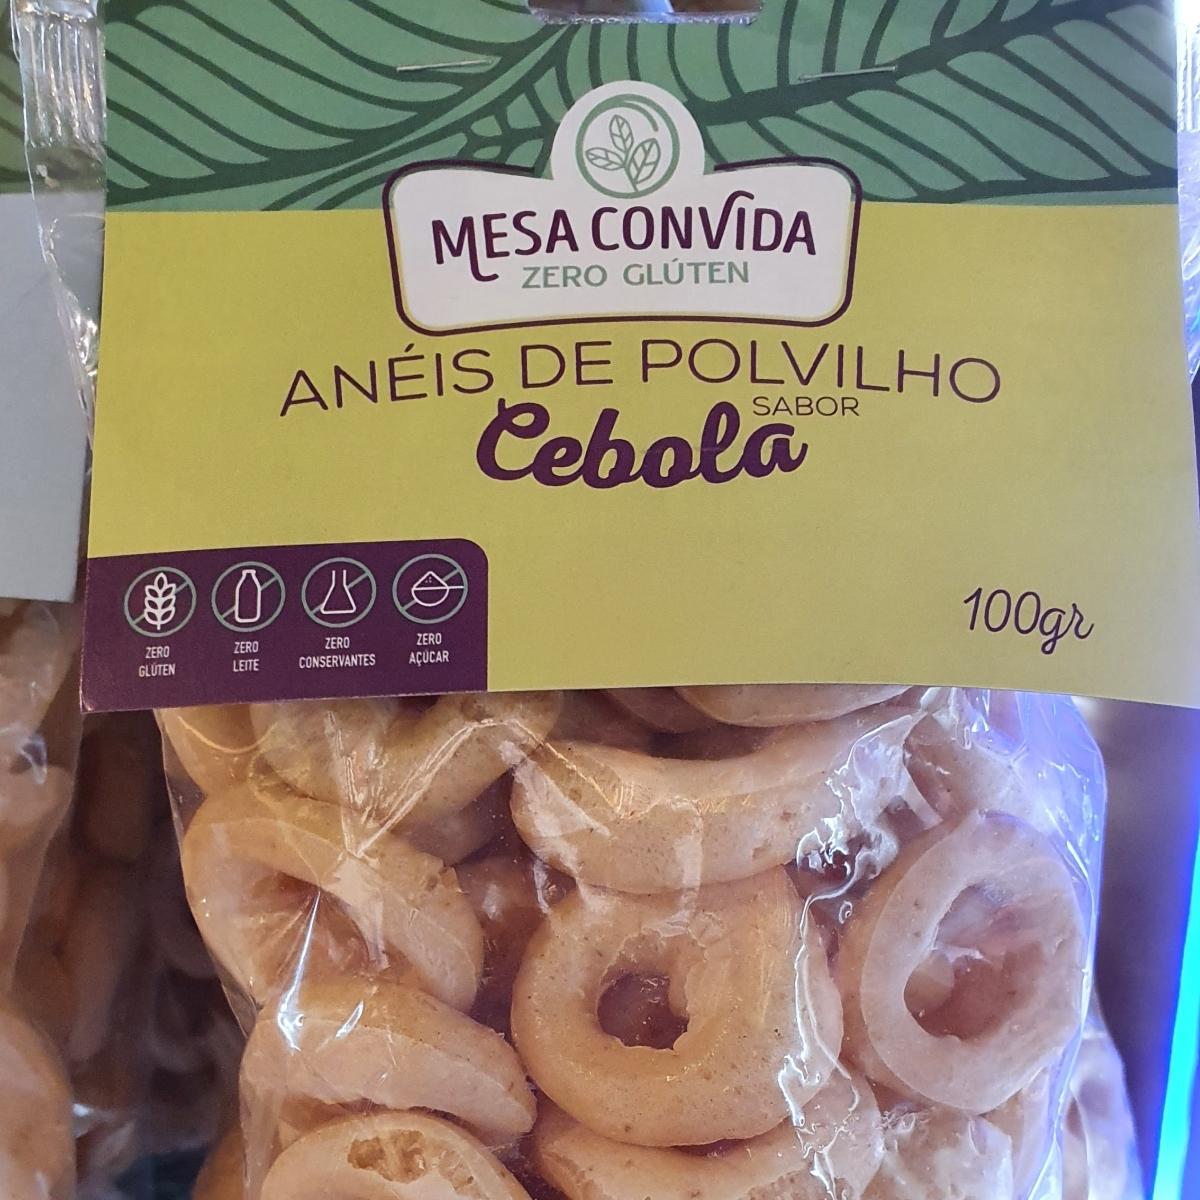 MESA CONVIDA
ZERO GLÚTEN
ANÉIS DE POLVILHO
SABOR
Cebola
100gr
ZERO GLÚTEN
ZERO LEITE
ZERO CONSERVANTES
ZERO AÇÚCAR